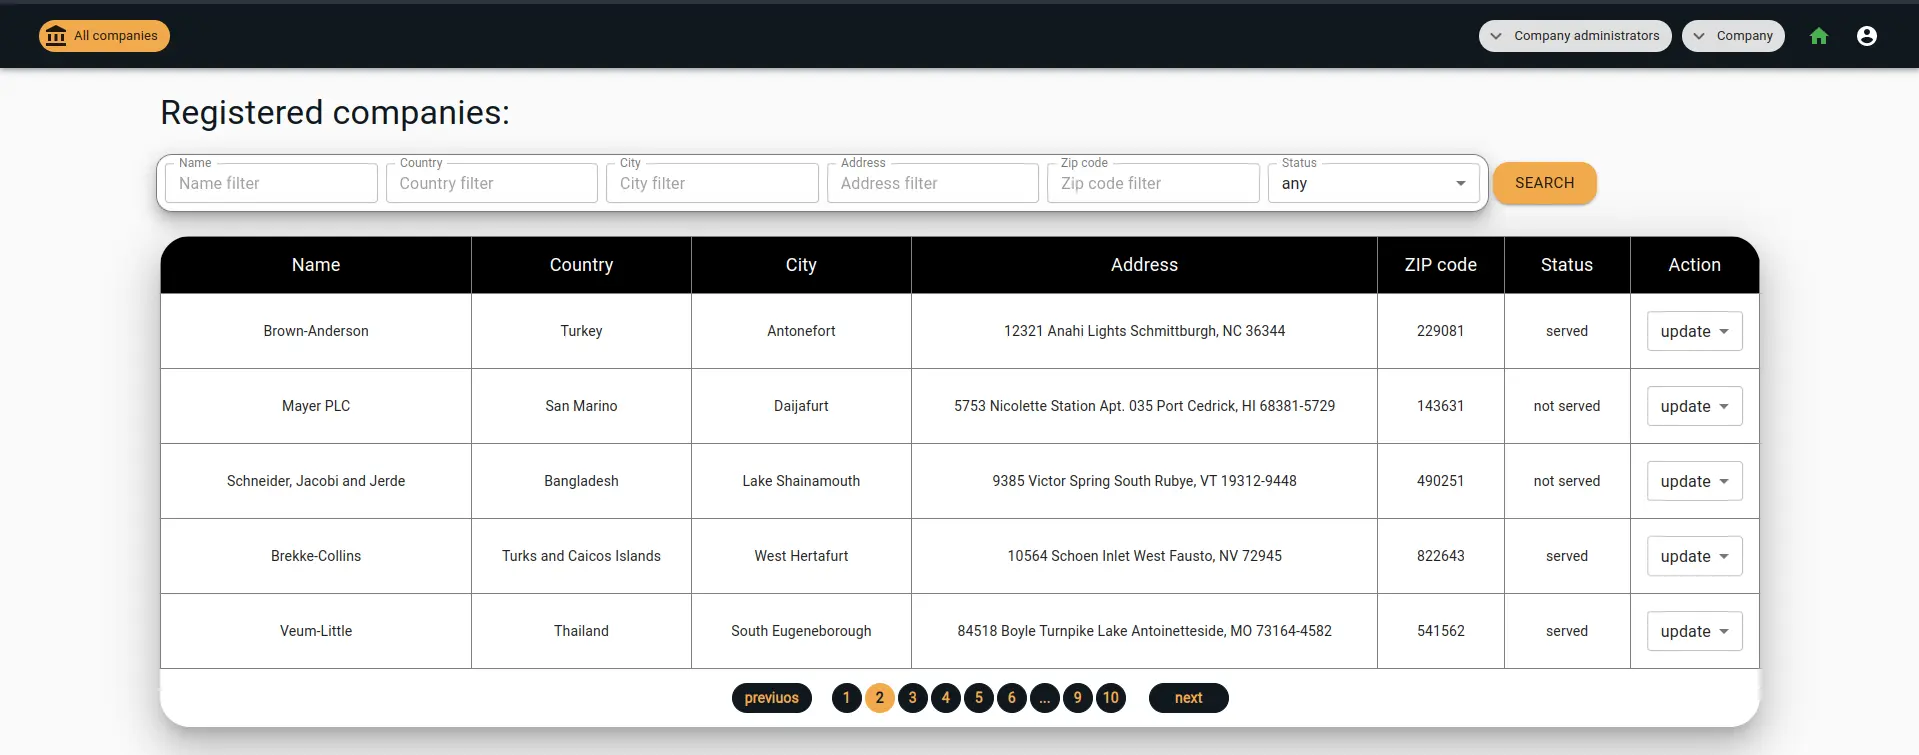 All companies
Company administrators
Company
Registered companies:
Name Country City Address Zip code Status
Name filter Country filter City filter Address filter Zip code filter any SEARCH
Name Country City Address ZIP code Status Action
Brown-Anderson Turkey Antonefort 12321 Anahi Lights Schmittburgh, NC 36344 229081 served update
Mayer PLC San Marino Daijafurt 5753 Nicolette Station Apt. 035 Port Cedrick, HI 68381-5729 143631 not served update
Schneider, Jacobi and Jerde Bangladesh Lake Shainamouth 9385 Victor Spring South Rubye, VT 19312-9448 490251 not served update
Brekke-Collins Turks and Caicos Islands West Hertafurt 10564 Schoen Inlet West Fausto, NV 72945 822643 served update
Veum-Little Thailand South Eugeneborough 84518 Boyle Turnpike Lake Antoinetteside, MO 73164-4582 541562 served update
previuos 1 2 3 4 5 6 ... 9 10 next